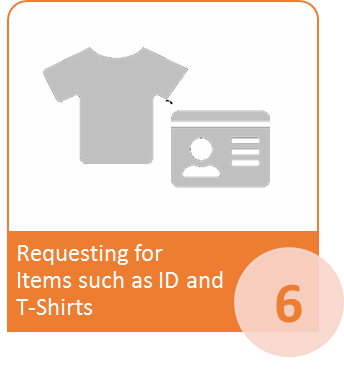 Requesting for
Items such as ID and
T-Shirts
6